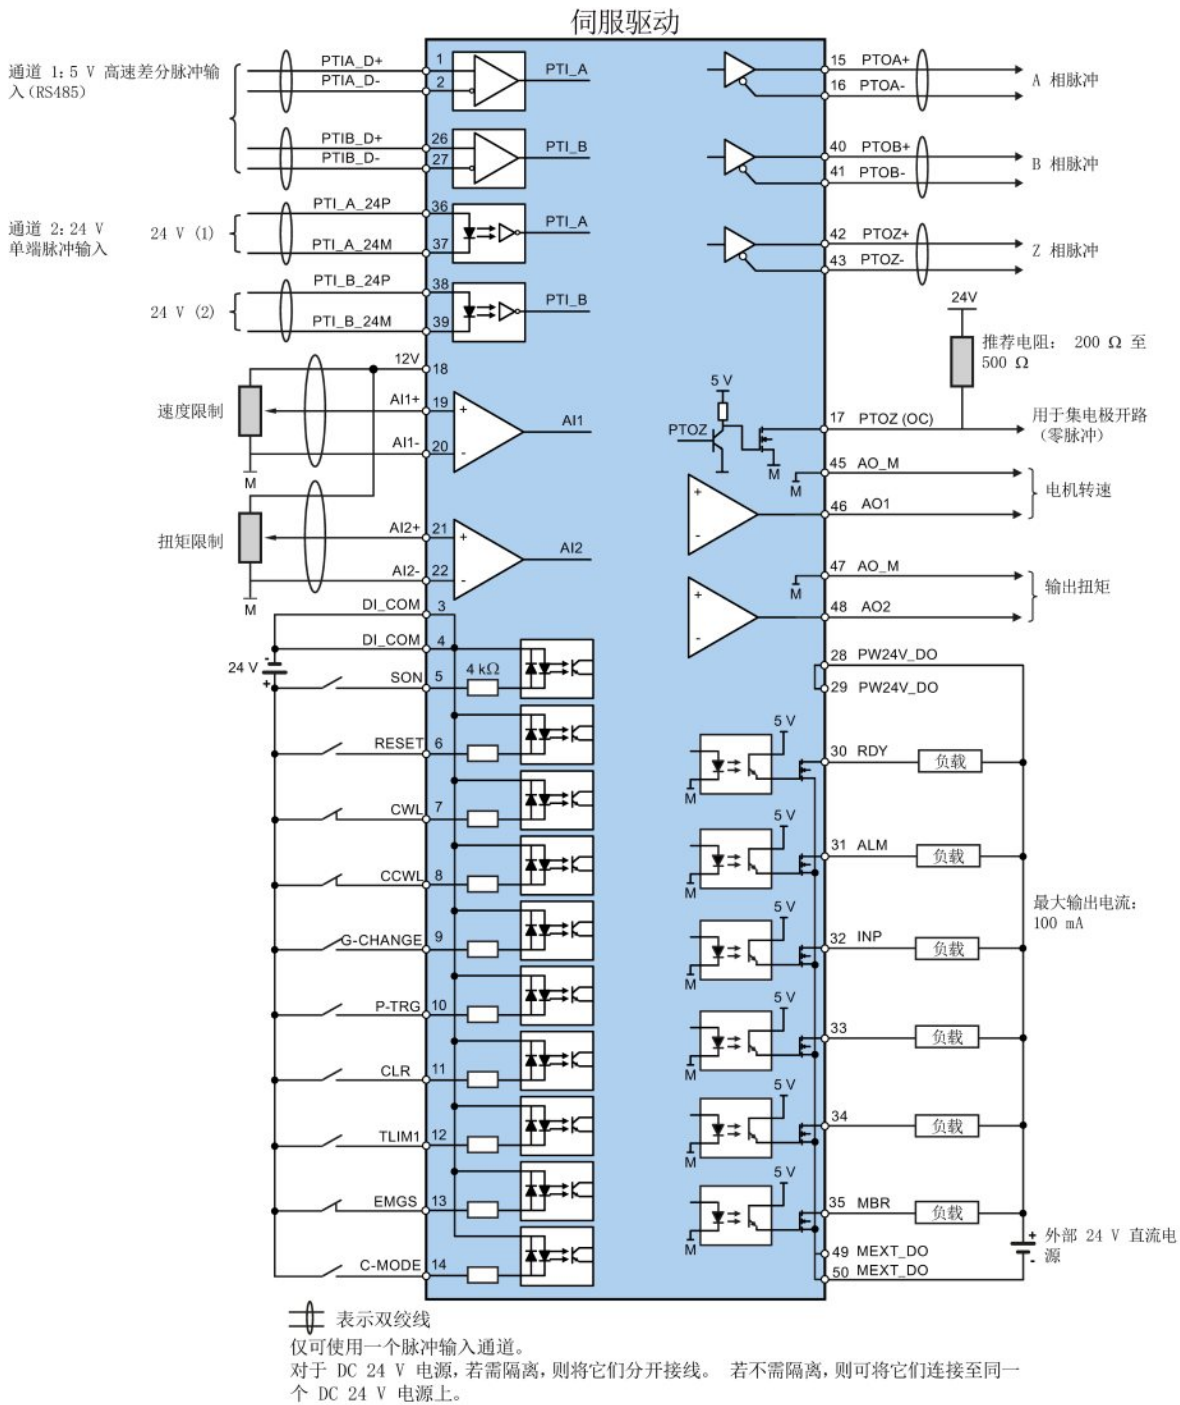 伺服驱动
通道 1：5 V 高速差分脉冲输
入（RS485）
PTIA_D+ 1
PTIA_D- 2
PTI_A
PTIB_D+ 26
PTIB_D- 27
PTI_B
通道 2：24 V
单端脉冲输入
24 V (1)
PTI_A_24P 36
PTI_A_24M 37
PTI_A
24 V (2)
PTI_B_24P 38
PTI_B_24M 39
PTI_B
12V 18
速度限制
AI1+ 19
AI1- 20
+
-
AI1
M
扭矩限制
AI2+ 21
AI2- 22
+
-
AI2
M
DI_COM 3
DI_COM 4
24 V
-
+
SON 5
4 kΩ
RESET 6
CWL 7
CCWL 8
G-CHANGE 9
P-TRG 10
CLR 11
TLIM1 12
EMGS 13
C-MODE 14
15 PTOA+
16 PTOA-
A 相脉冲
40 PTOB+
41 PTOB-
B 相脉冲
42 PTOZ+
43 PTOZ-
Z 相脉冲
24V
推荐电阻： 200 Ω 至
500 Ω
5 V
PTOZ
M
17 PTOZ (OC)
用于集电极开路
（零脉冲）
45 AO_M
M
46 AO1
+
-
电机转速
47 AO_M
M
48 AO2
+
-
输出扭矩
28 PW24V_DO
29 PW24V_DO
5 V
30 RDY
负载
M
5 V
31 ALM
负载
M
最大输出电流：
100 mA
5 V
32 INP
负载
M
5 V
33
负载
M
5 V
34
负载
M
5 V
35 MBR
负载
M
49 MEXT_DO
50 MEXT_DO
+
-
外部 24 V 直流电
源
表示双绞线
仅可使用一个脉冲输入通道。
对于 DC 24 V 电源，若需隔离，则将它们分开接线。 若不需隔离，则可将它们连接至同一
个 DC 24 V 电源上。